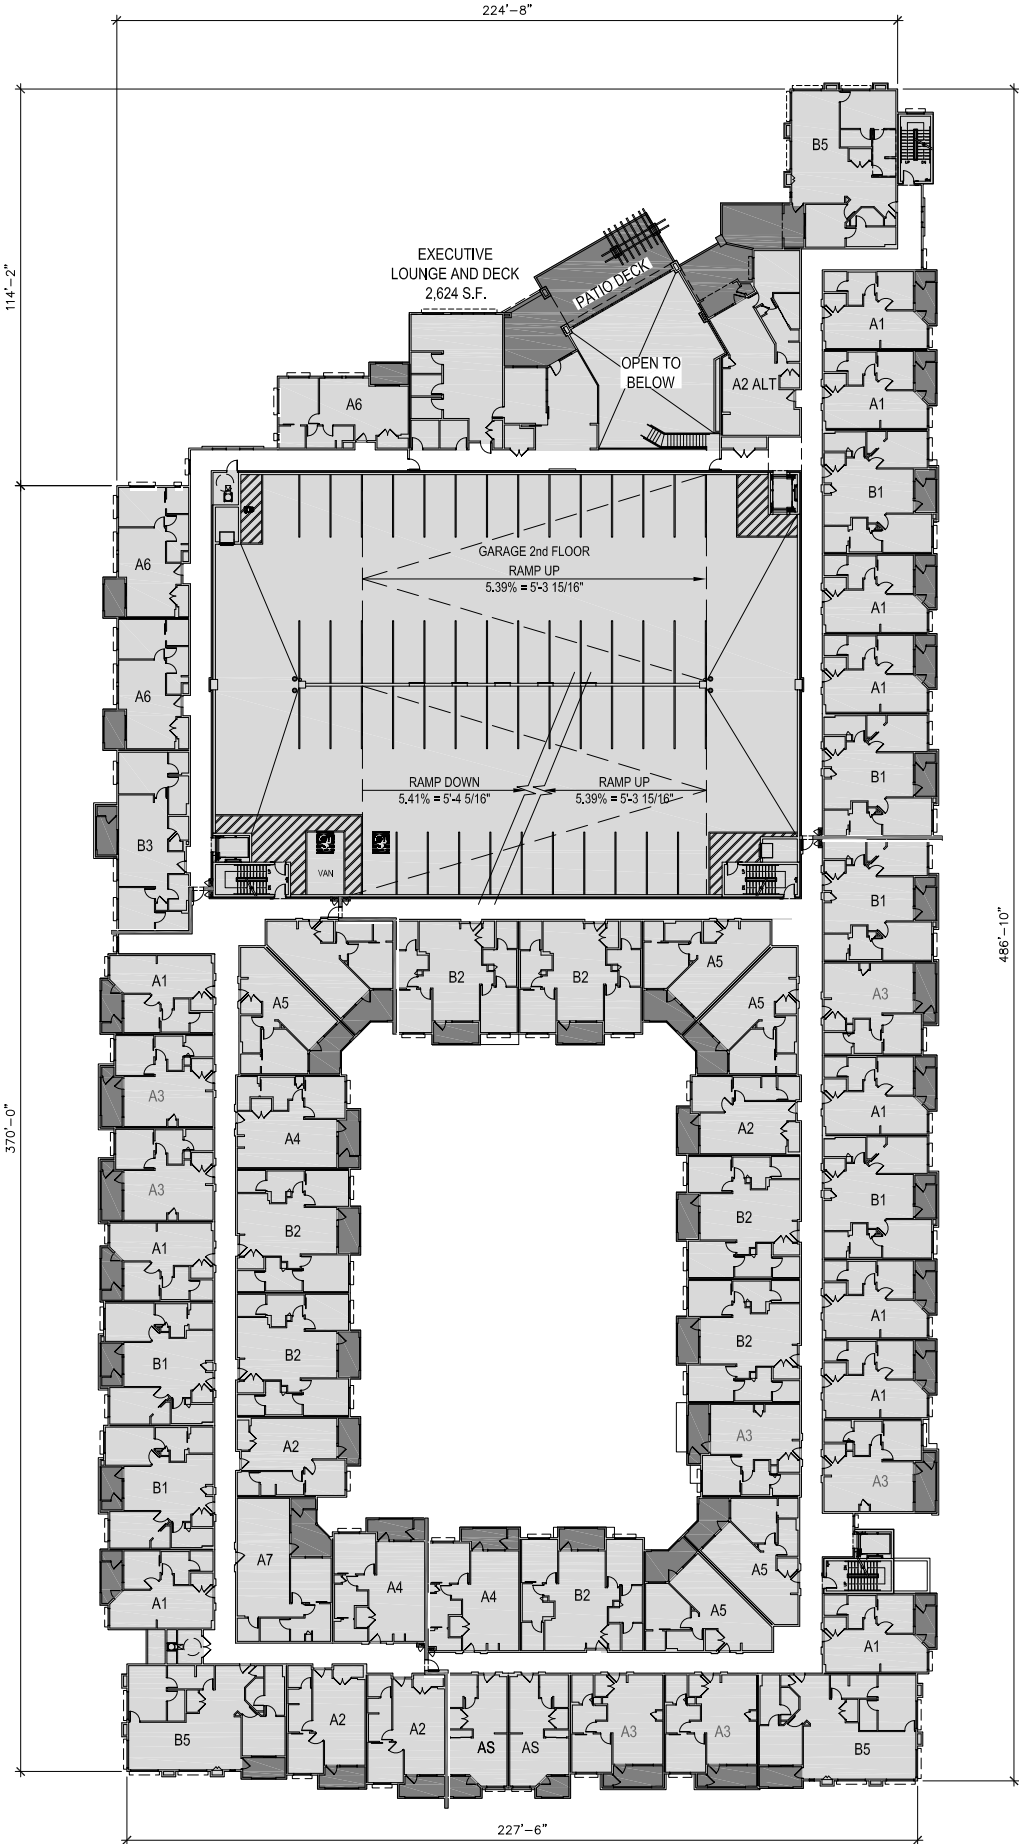 224'-8"
114'-2"
370'-0"
486'-10"
B5
EXECUTIVE
LOUNGE AND DECK
2,624 S.F.
PATIO DECK
OPEN TO
BELOW
A2 ALT
A6
A1
A1
B1
A1
A1
B1
B1
A3
A1
B1
A1
A1
A3
A1
A6
A6
B3
GARAGE 2nd FLOOR
RAMP UP
5.39% = 5'-3 15/16"
RAMP DOWN
5.41% = 5'-4 5/16"
RAMP UP
5.39% = 5'-3 15/16"
VAN
A1
A3
A3
A1
B1
B1
A1
A5
B2
B2
A5
A5
A4
A2
B2
B2
B2
B2
A2
A3
A7
A4
A4
B2
A5
A5
B5
A2
A2
AS
AS
A3
A3
B5
227'-6"